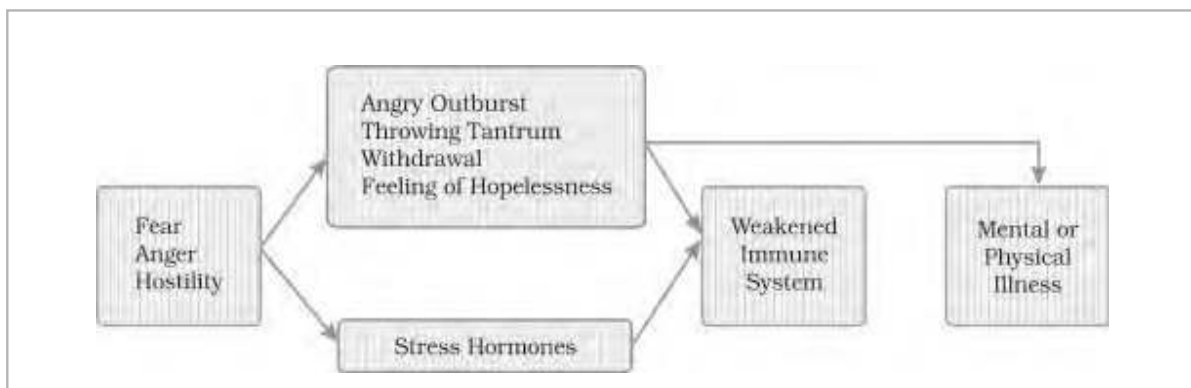 Fear
Anger
Hostility
Angry Outburst
Throwing Tantrum
Withdrawal
Feeling of Hopelessness
Stress Hormones
Weakened
Immune
System
Mental or
Physical
Illness